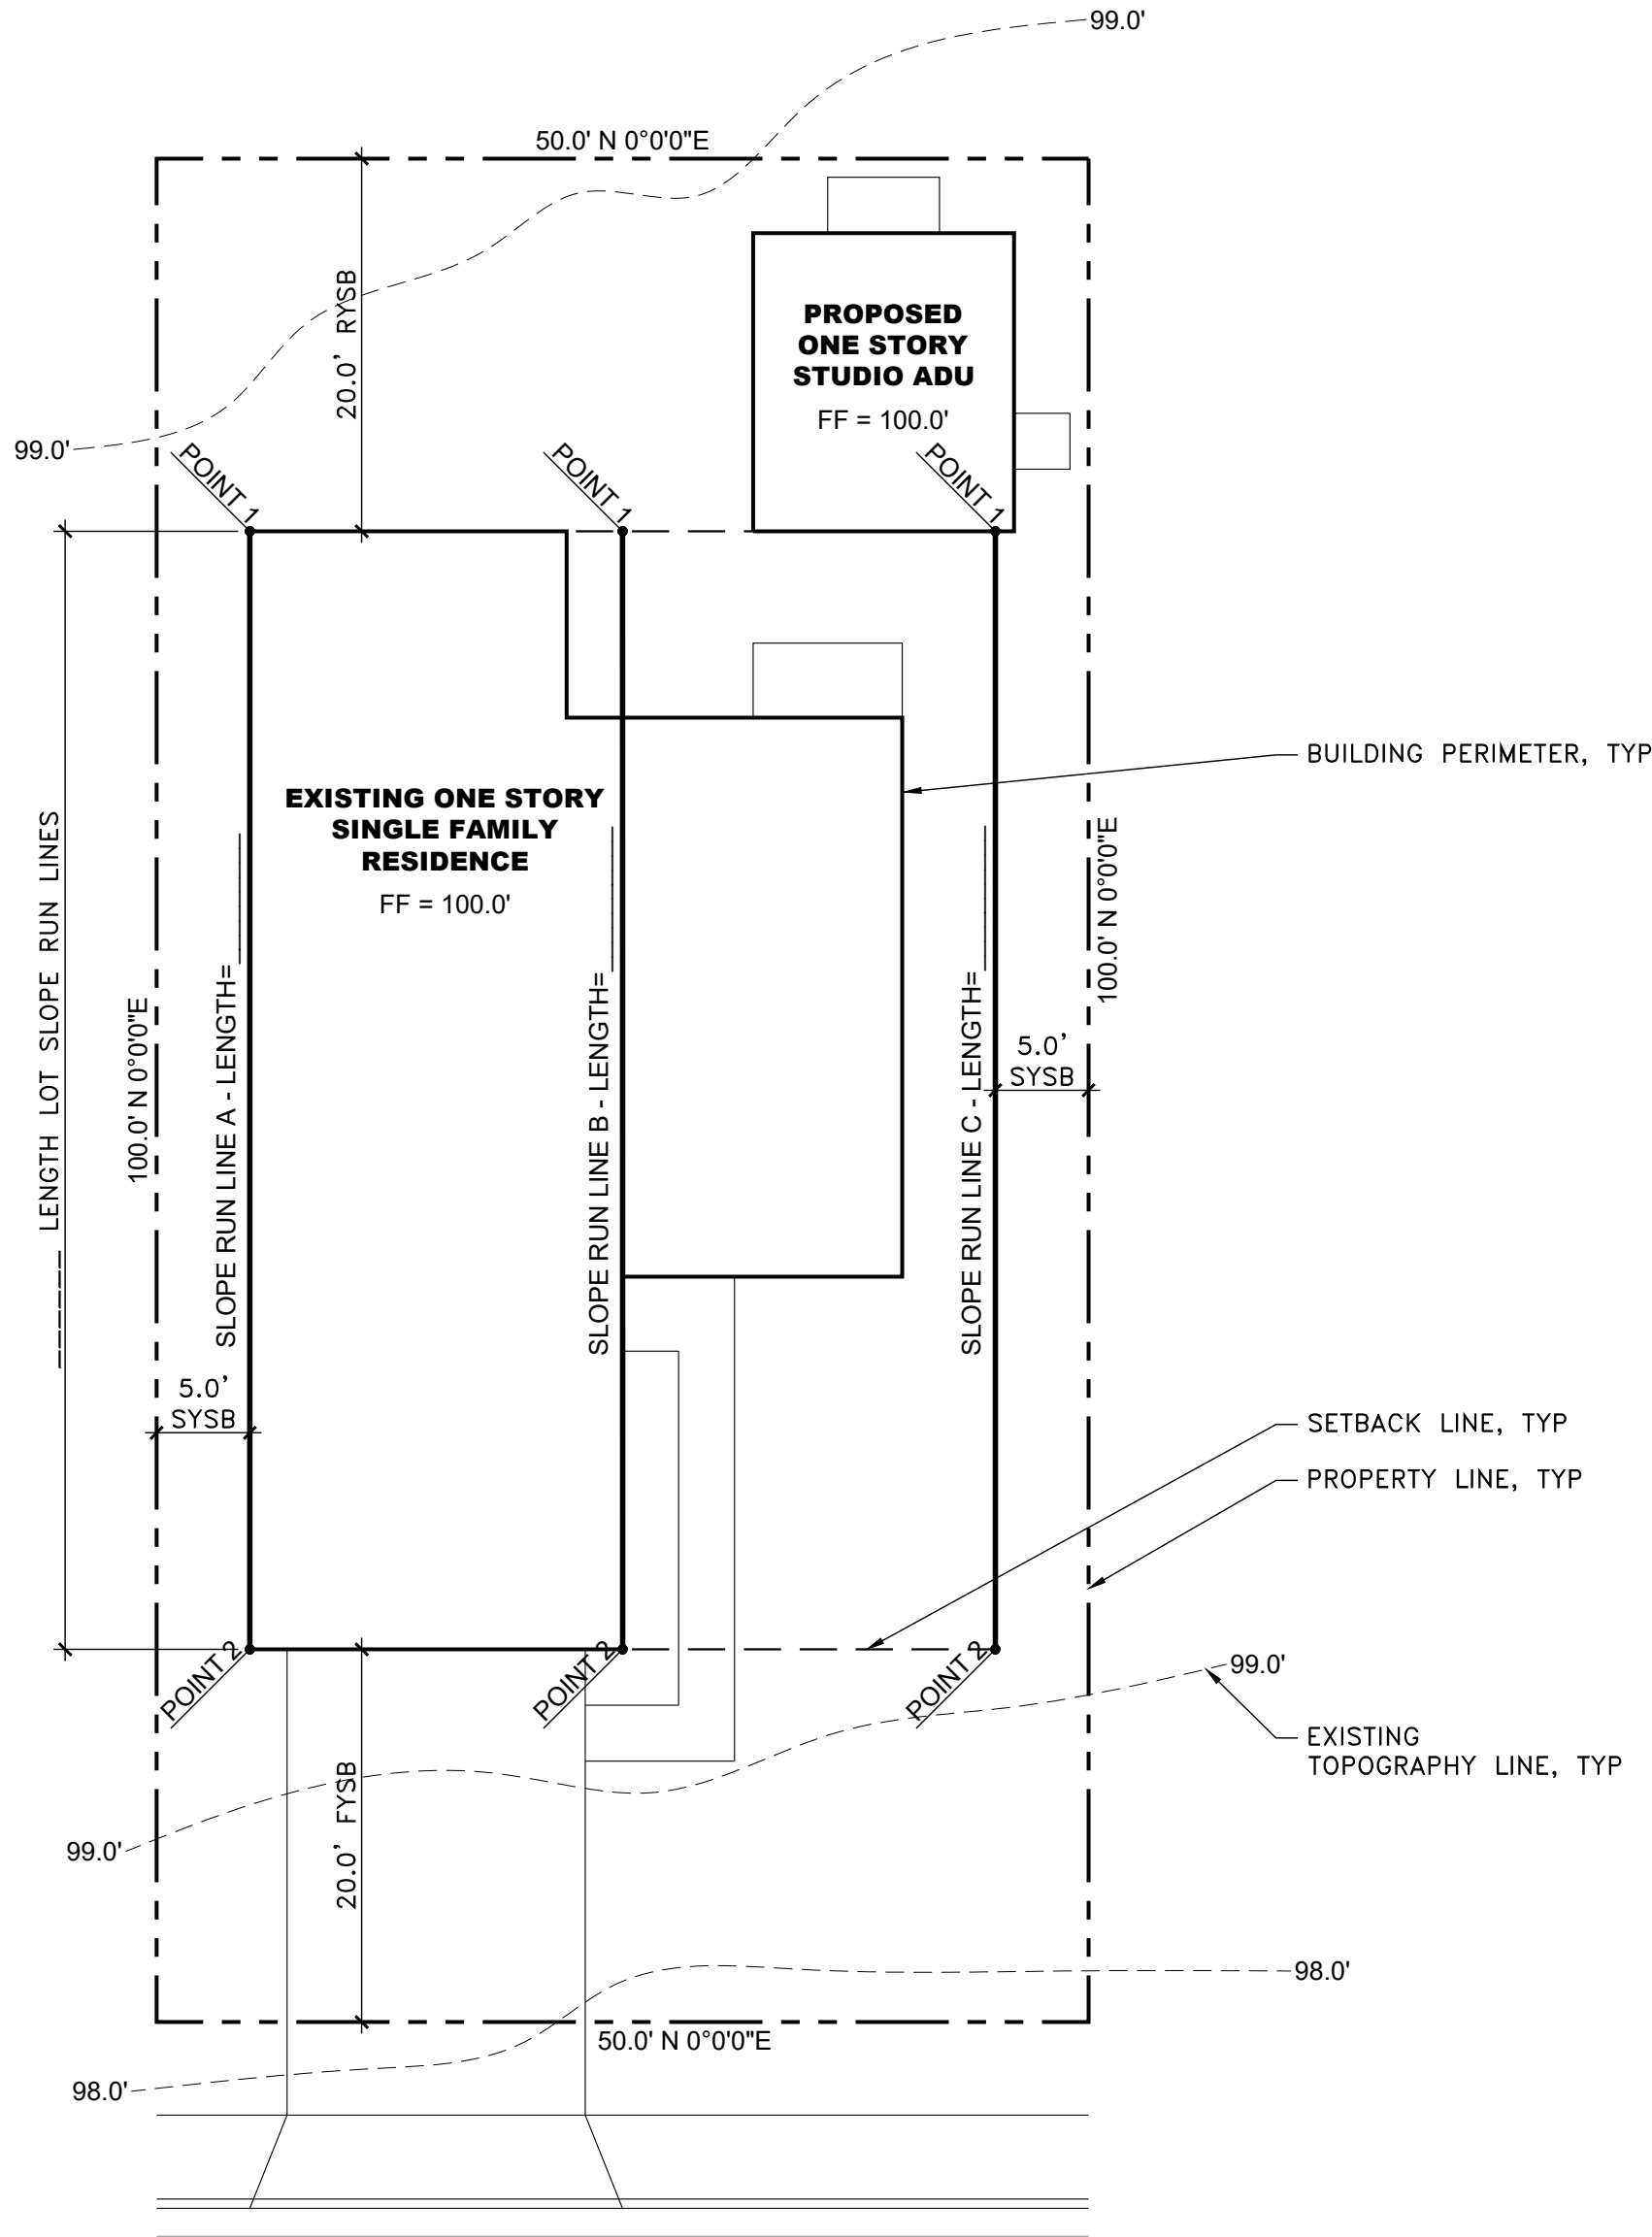 99.0'
50.0' N 0°0'0"E
20.0' RYSB
PROPOSED
ONE STORY
STUDIO ADU
FF = 100.0'
99.0'
POINT 1
POINT 1
POINT 1
BUILDING PERIMETER, TYP
EXISTING ONE STORY
SINGLE FAMILY
RESIDENCE
FF = 100.0'
______ LENGTH LOT SLOPE RUN LINES
100.0' N 0°0'0"E
SLOPE RUN LINE A - LENGTH= ______
SLOPE RUN LINE B - LENGTH= ______
SLOPE RUN LINE C - LENGTH= ______
100.0' N 0°0'0"E
5.0'
SYSB
5.0'
SYSB
SETBACK LINE, TYP
PROPERTY LINE, TYP
POINT 2
POINT 2
POINT 2
99.0'
EXISTING
TOPOGRAPHY LINE, TYP
20.0' FYSB
99.0'
98.0'
50.0' N 0°0'0"E
98.0'